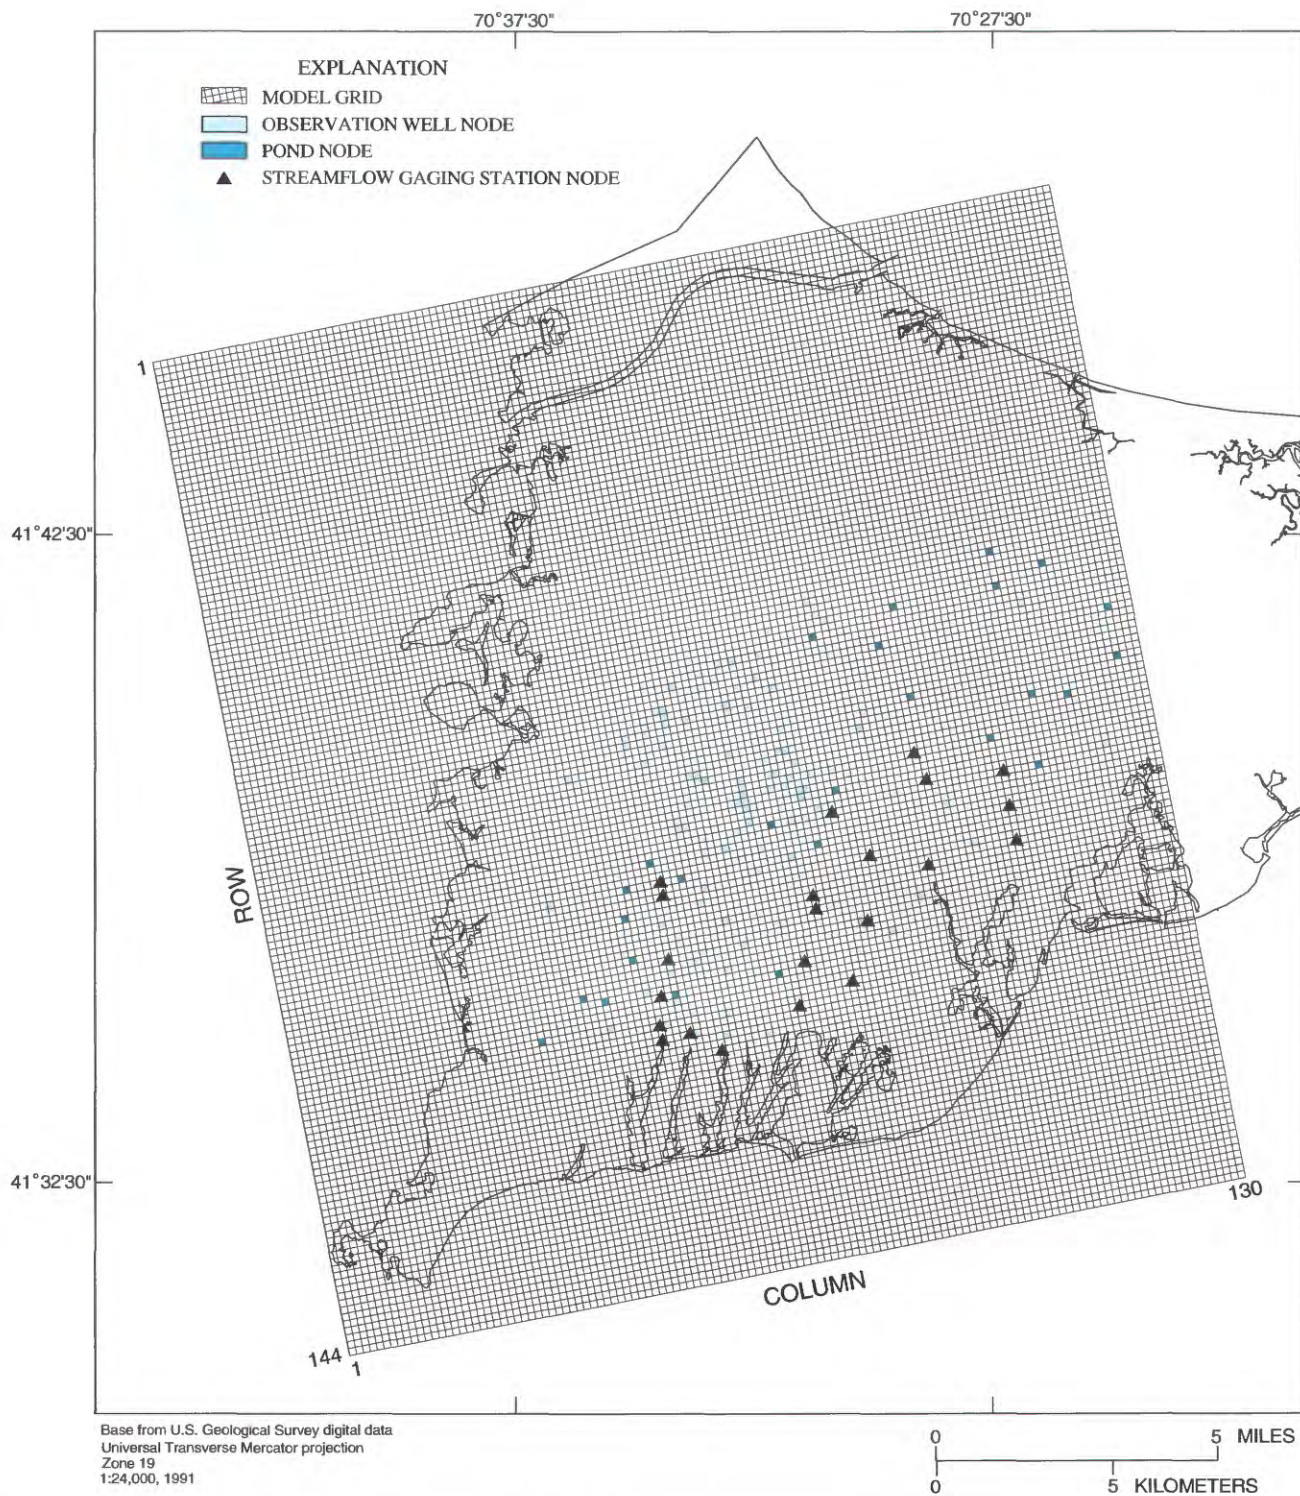 70°37'30"
70°27'30"
EXPLANATION
MODEL GRID
OBSERVATION WELL NODE
POND NODE
STREAMFLOW GAGING STATION NODE
1
41°42'30"
ROW
41°32'30"
130
COLUMN
144
1
Base from U.S. Geological Survey digital data
Universal Transverse Mercator projection
Zone 19
1:24,000, 1991
0 5 MILES
0 5 KILOMETERS